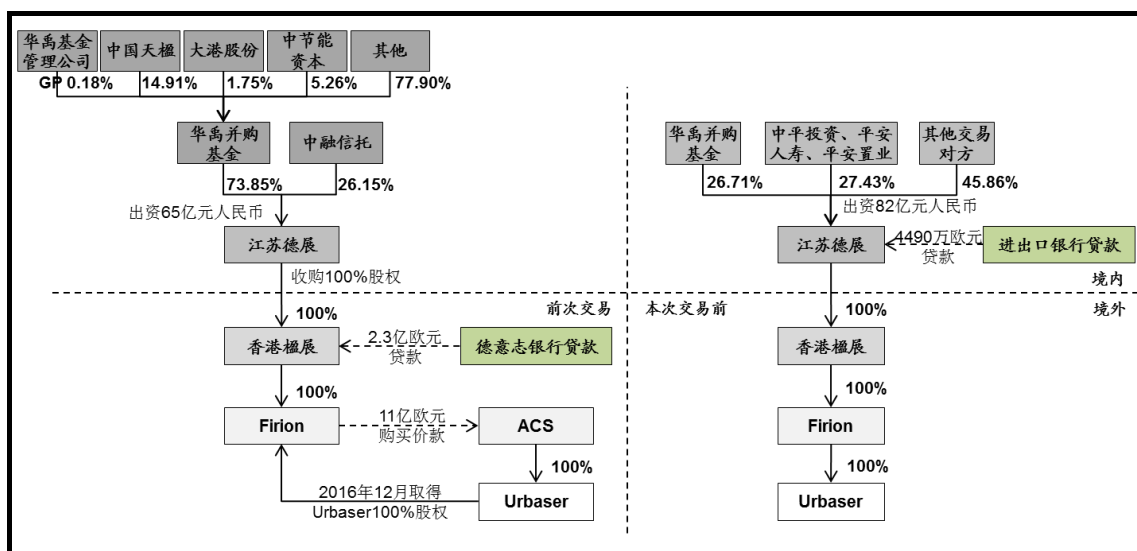 华禹基金
管理公司
中国天楹
大港股份
中节能
资本
其他
GP 0.18%
14.91%
1.75%
5.26%
77.90%
华禹并购
基金
中融信托
73.85%
26.15%
出资65亿元人民币
江苏德展
收购100%股权
100%
前次交易
香港楹展
2.3亿欧元
贷款
德意志银行贷款
100%
Firion
11亿欧元
购买价款
ACS
100%
2016年12月取得
Urbaser100%股权
Urbaser
华禹并购
基金
中平投资、平安
人寿、平安置业
其他交易
对方
26.71%
27.43%
45.86%
出资82亿元人民币
江苏德展
4490万欧元
贷款
进出口银行贷款
境内
本次交易前
100%
境外
香港楹展
100%
Firion
100%
Urbaser